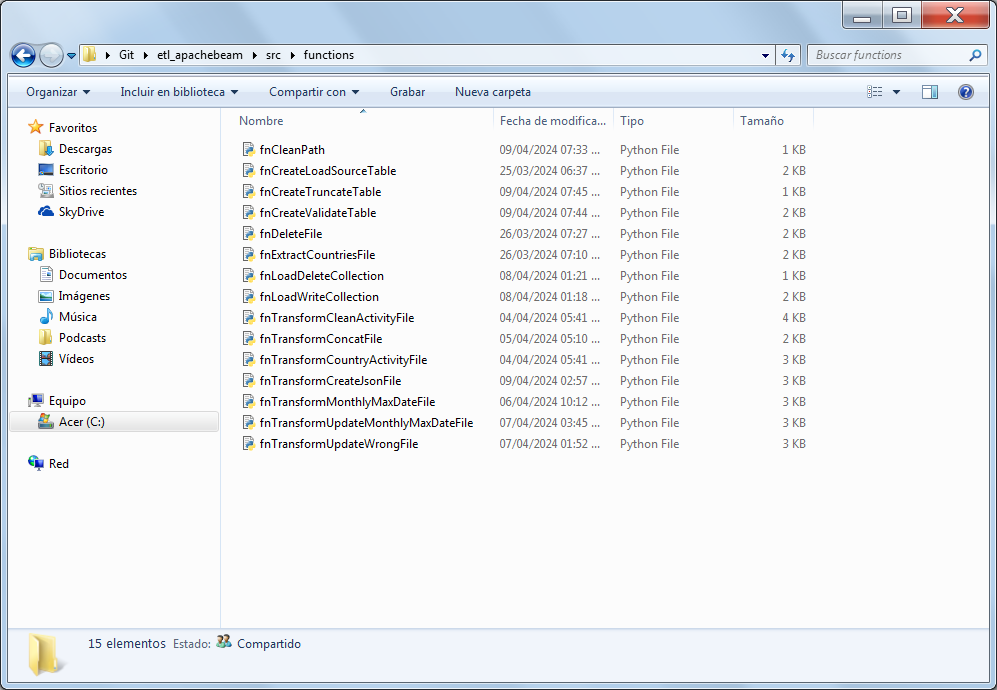 Git ▸ etl_apachebeam ▸ src ▸ functions
Buscar functions
Organizar Incluir en biblioteca Compartir con Grabar Nueva carpeta
Favoritos
Descargas
Escritorio
Sitios recientes
SkyDrive
Bibliotecas
Documentos
Imágenes
Música
Podcasts
Vídeos
Equipo
Acer (C:)
Red
Nombre Fecha de modifica... Tipo Tamaño
fnCleanPath 09/04/2024 07:33 ... Python File 1 KB
fnCreateLoadSourceTable 25/03/2024 06:37 ... Python File 2 KB
fnCreateTruncateTable 09/04/2024 07:45 ... Python File 1 KB
fnCreateValidateTable 09/04/2024 07:44 ... Python File 2 KB
fnDeleteFile 26/03/2024 07:27 ... Python File 2 KB
fnExtractCountriesFile 26/03/2024 07:10 ... Python File 2 KB
fnLoadDeleteCollection 08/04/2024 01:21 ... Python File 1 KB
fnLoadWriteCollection 08/04/2024 01:18 ... Python File 2 KB
fnTransformCleanActivityFile 04/04/2024 05:41 ... Python File 4 KB
fnTransformConcatFile 05/04/2024 05:10 ... Python File 2 KB
fnTransformCountryActivityFile 04/04/2024 05:41 ... Python File 3 KB
fnTransformCreateJsonFile 09/04/2024 02:57 ... Python File 3 KB
fnTransformMonthlyMaxDateFile 06/04/2024 10:12 ... Python File 3 KB
fnTransformUpdateMonthlyMaxDateFile 07/04/2024 03:45 ... Python File 3 KB
fnTransformUpdateWrongFile 07/04/2024 01:52 ... Python File 3 KB
15 elementos Estado: Compartido